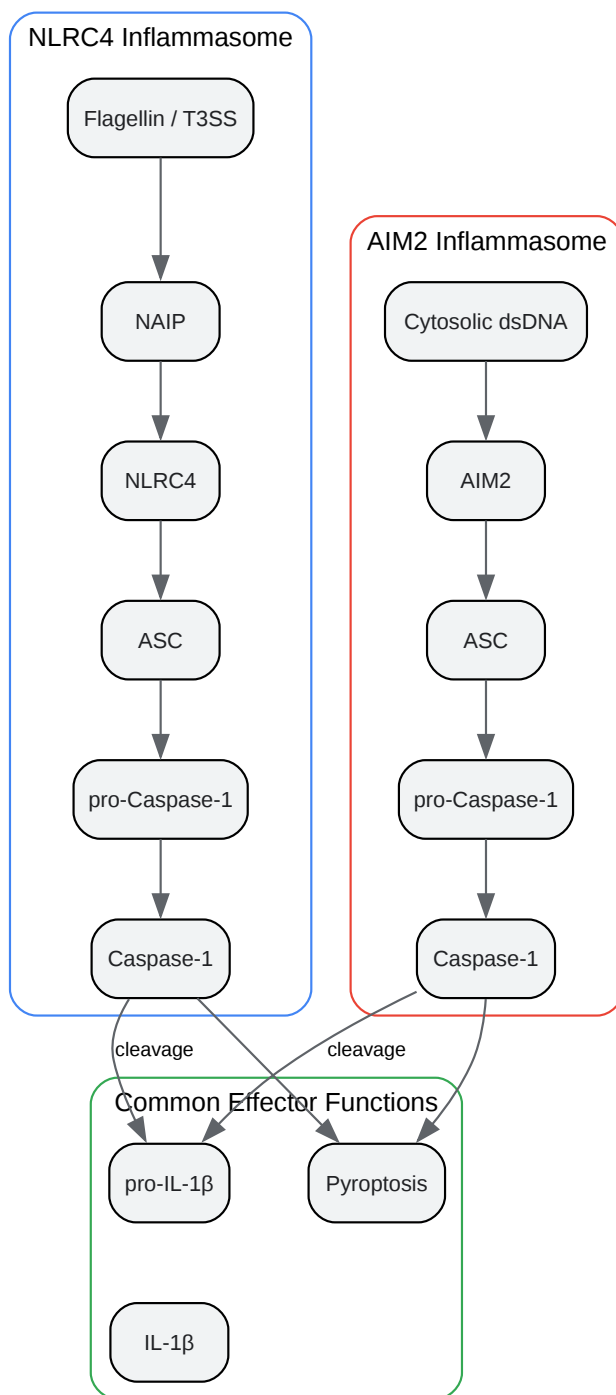 NLRC4 Inflammasome
Flagellin / T3SS
NAIP
NLRC4
ASC
pro-Caspase-1
Caspase-1
AIM2 Inflammasome
Cytosolic dsDNA
AIM2
ASC
pro-Caspase-1
Caspase-1
cleavage
cleavage
Common Effector Functions
pro-IL-1β
Pyroptosis
IL-1β